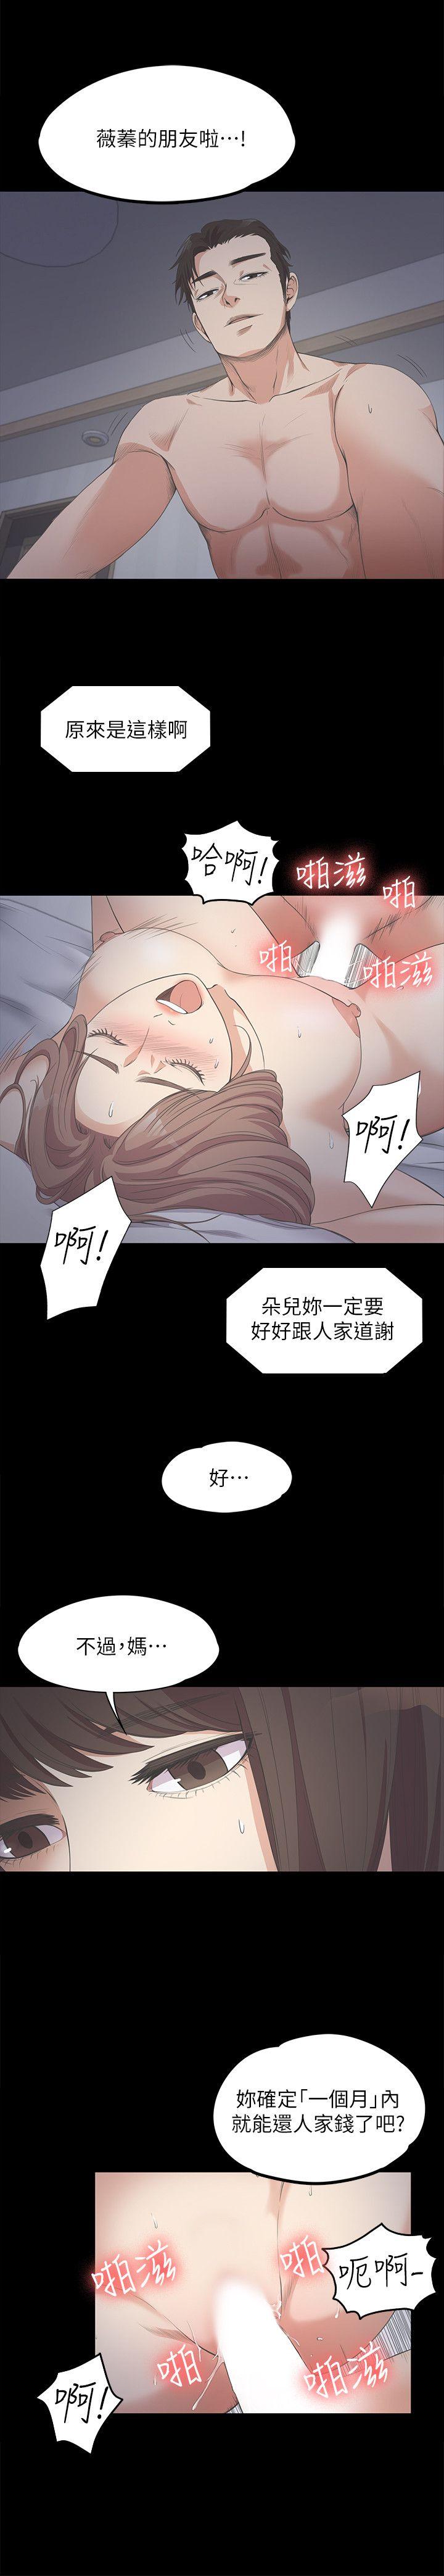 薇蓁的朋友啦…!
原來是這樣啊
哈啊!
啪滋
啪
啪
啪滋
啊!
啊!
朵兒妳一定要
好好跟人家道謝
好…
不過，媽…
妳確定「一個月」內
就能還人家錢了吧?
啪滋
啪
呃啊-
啪
啪滋
啊!